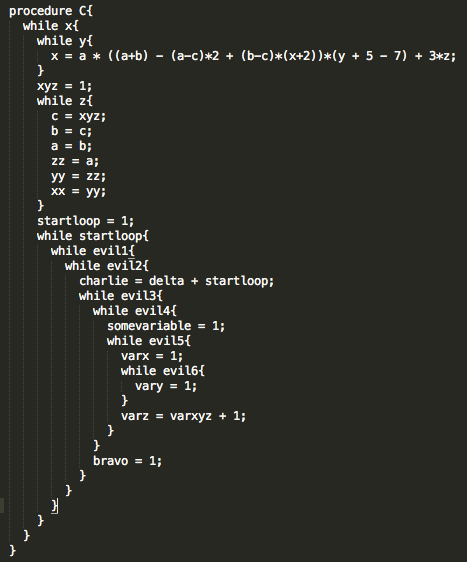 procedure C{
  while x{
    while y{
      x = a * ((a+b) - (a-c)*2 + (b-c)*(x+2))*(y + 5 - 7) + 3*z;
    }
    xyz = 1;
    while z{
      c = xyz;
      b = c;
      a = b;
      zz = a;
      yy = zz;
      xx = yy;
    }
    startloop = 1;
    while startloop{
      while evil1{
        while evil2{
          charlie = delta + startloop;
          while evil3{
            while evil4{
              somevariable = 1;
              while evil5{
                varx = 1;
                while evil6{
                  vary = 1;
                }
                varz = varxyz + 1;
              }
            }
            bravo = 1;
          }
        }
      }
    }
  }
}